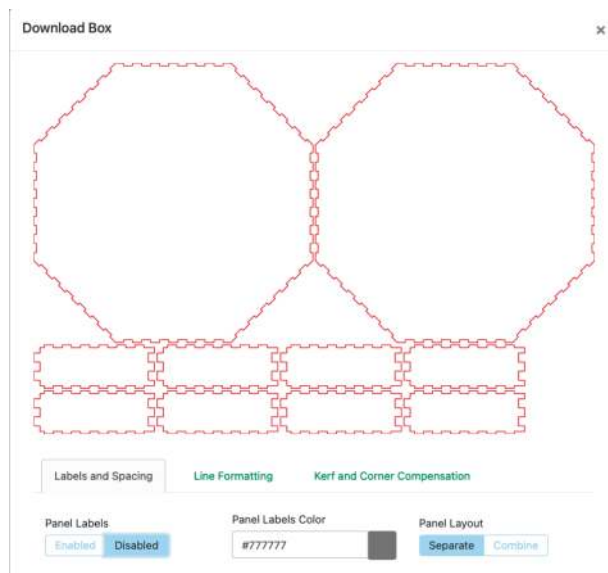 Download Box ×
Labels and Spacing Line Formatting Kerf and Corner Compensation
Panel Labels Panel Labels Color Panel Layout
Enabled Disabled #777777 Separate Combine